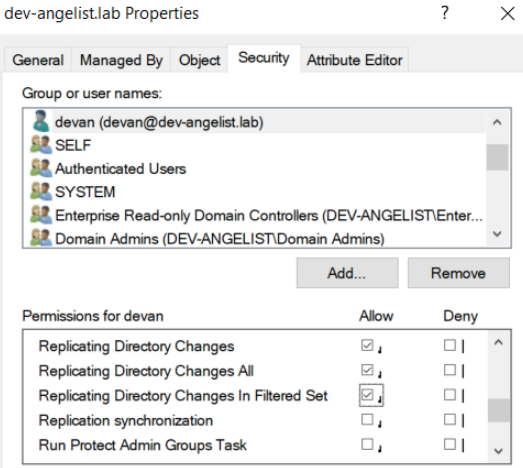 dev-angelist.lab Properties ?
General Managed By Object Security Attribute Editor
Group or user names:
devan (devan@dev-angelist.lab)
SELF
Authenticated Users
SYSTEM
Enterprise Read-only Domain Controllers (DEV-ANGELIST\Enter...
Domain Admins (DEV-ANGELIST\Domain Admins)
Add... Remove
Permissions for devan Allow Deny
Replicating Directory Changes
Replicating Directory Changes All
Replicating Directory Changes In Filtered Set
Replication synchronization
Run Protect Admin Groups Task